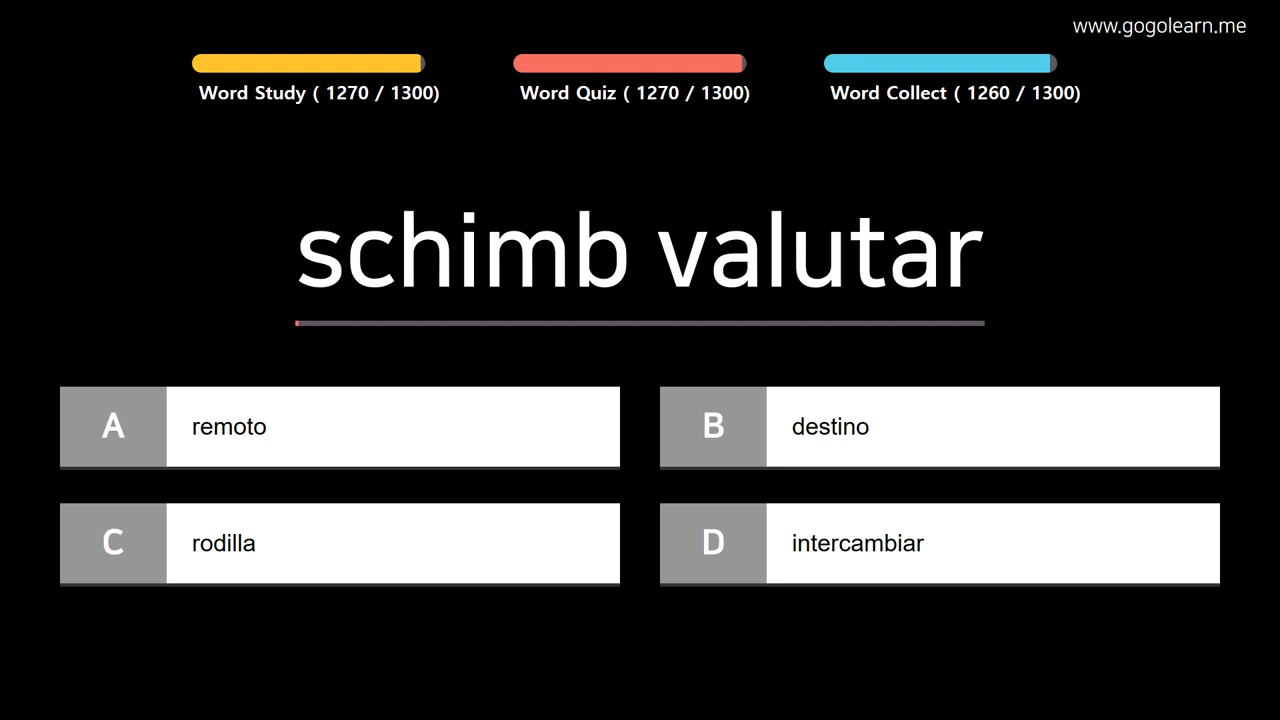 www.gogolearn.me
Word Study ( 1270 / 1300)
Word Quiz ( 1270 / 1300)
Word Collect ( 1260 / 1300)
schimb valutar
A remoto
B destino
C rodilla
D intercambiar